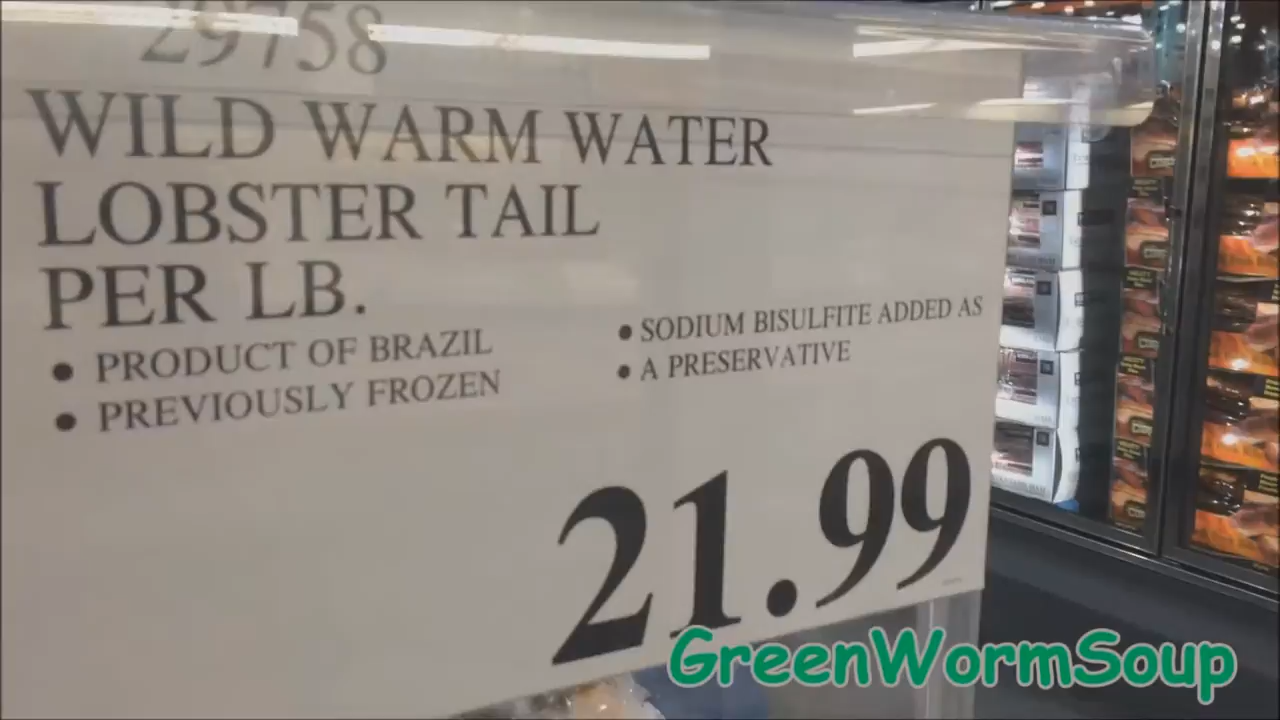 29758
WILD WARM WATER
LOBSTER TAIL
PER LB.
• PRODUCT OF BRAZIL
• PREVIOUSLY FROZEN
• SODIUM BISULFITE ADDED AS
• A PRESERVATIVE
21.99
GreenWormSoup